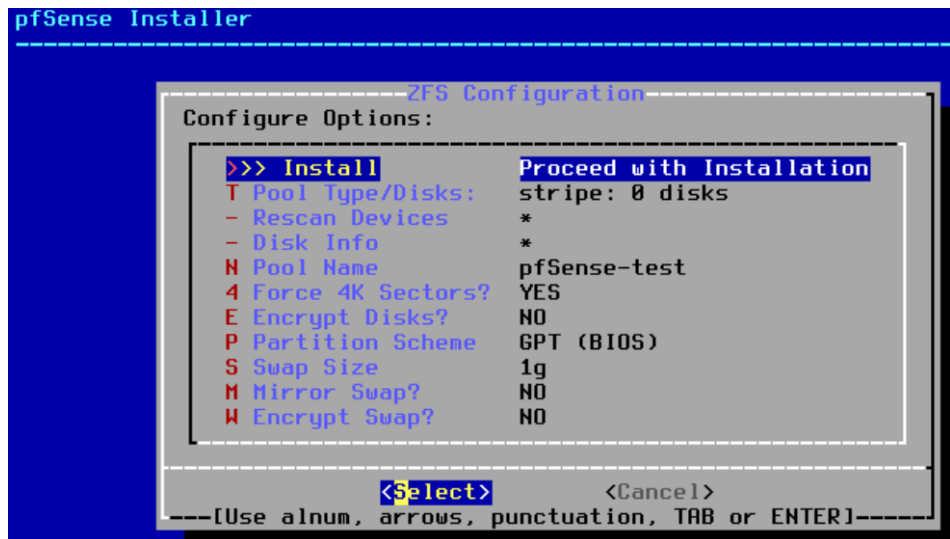 pfSense Installer
ZFS Configuration
Configure Options:
>>> Install Proceed with Installation
T Pool Type/Disks: stripe: 0 disks
- Rescan Devices *
- Disk Info *
N Pool Name pfSense-test
4 Force 4K Sectors? YES
E Encrypt Disks? NO
P Partition Scheme GPT (BIOS)
S Swap Size 1g
M Mirror Swap? NO
W Encrypt Swap? NO
<Select> <Cancel>
[Use alnum, arrows, punctuation, TAB or ENTER]